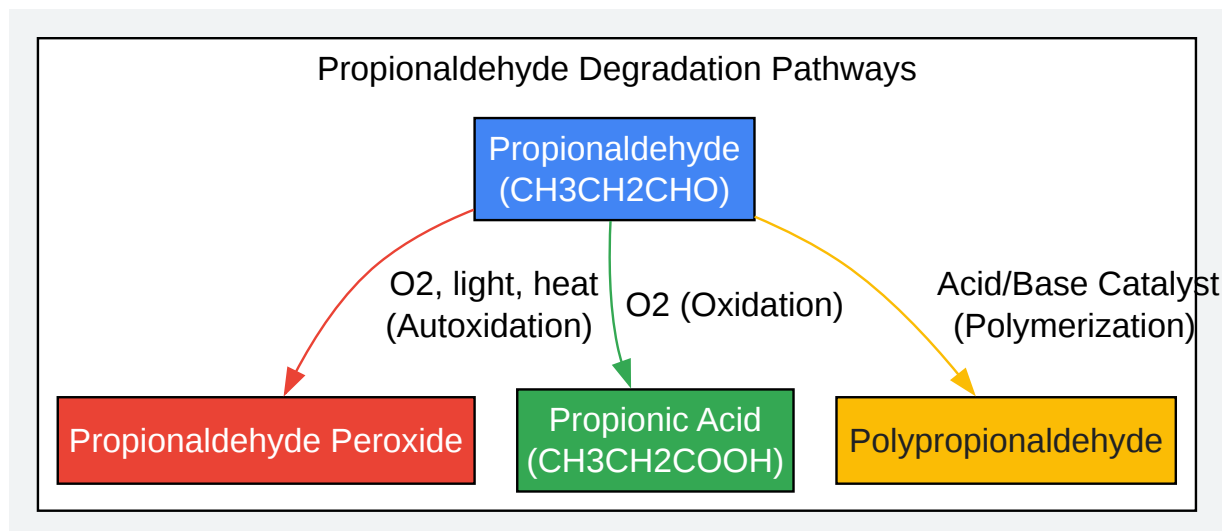 Propionaldehyde Degradation Pathways
Propionaldehyde
(CH3CH2CHO)
O2, light, heat
(Autoxidation)
O2 (Oxidation)
Acid/Base Catalyst
(Polymerization)
Propionaldehyde Peroxide
Propionic Acid
(CH3CH2COOH)
Polypropionaldehyde